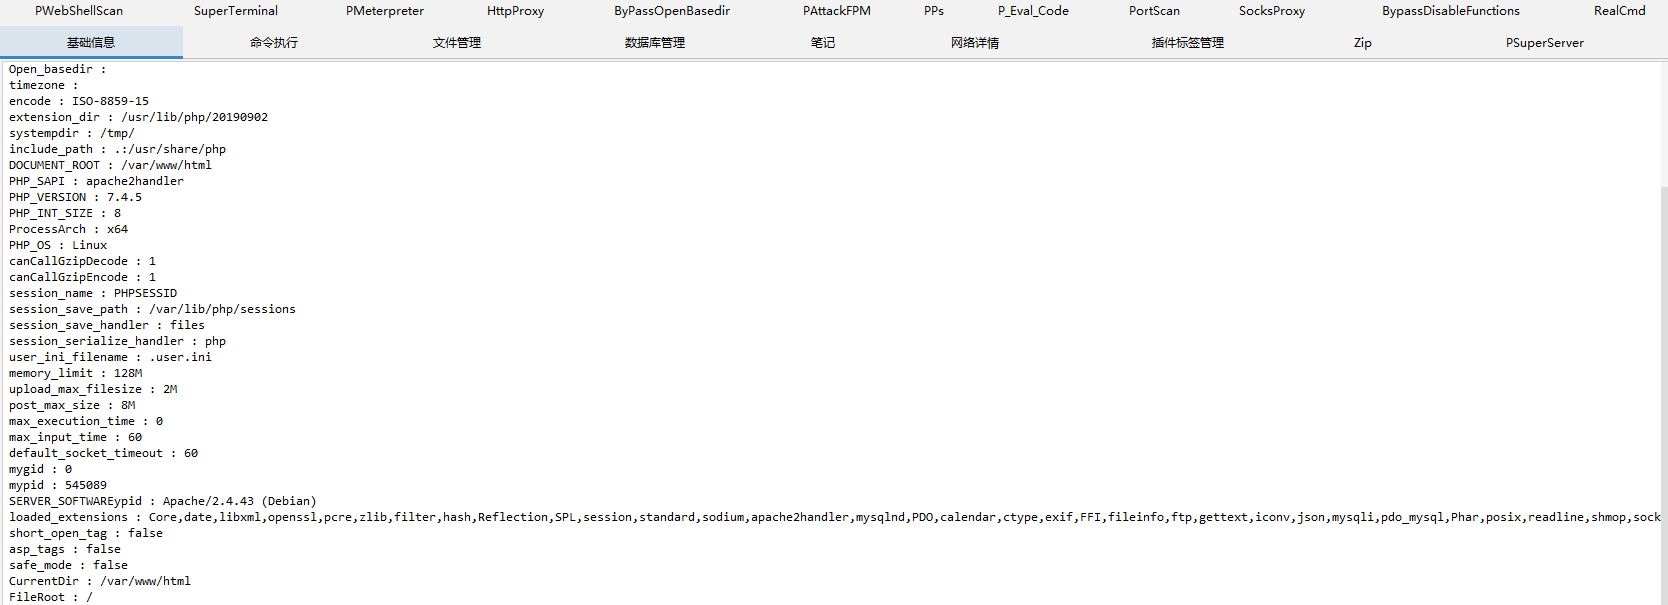 PWebShellScan SuperTerminal PMeterpreter HttpProxy ByPassOpenBasedir PAttackFPM PPs P_Eval_Code PortScan SocksProxy BypassDisableFunctions RealCmd
基础信息 命令执行 文件管理 数据库管理 笔记 网络详情 插件标签管理 Zip PSuperServer
Open_basedir :
timezone :
encode : ISO-8859-15
extension_dir : /usr/lib/php/20190902
systempdir : /tmp/
include_path : .:/usr/share/php
DOCUMENT_ROOT : /var/www/html
PHP_SAPI : apache2handler
PHP_VERSION : 7.4.5
PHP_INT_SIZE : 8
ProcessArch : x64
PHP_OS : Linux
canCallGzipDecode : 1
canCallGzipEncode : 1
session_name : PHPSESSID
session_save_path : /var/lib/php/sessions
session_save_handler : files
session_serialize_handler : php
user_ini_filename : .user.ini
memory_limit : 128M
upload_max_filesize : 2M
post_max_size : 8M
max_execution_time : 0
max_input_time : 60
default_socket_timeout : 60
mygid : 0
mypid : 545089
SERVER_SOFTWAREypid : Apache/2.4.43 (Debian)
loaded_extensions : Core,date,libxml,openssl,pcre,zlib,filter,hash,Reflection,SPL,session,standard,sodium,apache2handler,mysqlnd,PDO,calendar,ctype,exif,FFI,fileinfo,ftp,gettext,iconv,json,mysqli,pdo_mysql,Phar,posix,readline,shmop,sock
short_open_tag : false
asp_tags : false
safe_mode : false
CurrentDir : /var/www/html
FileRoot : /